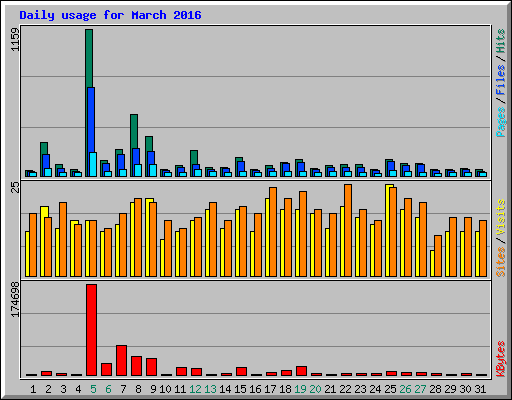 Daily usage for March 2016
1159
Pages / Files / Hits
25
Sites / Visits
174698
KBytes
1 2 3 4 5 6 7 8 9 10 11 12 13 14 15 16 17 18 19 20 21 22 23 24 25 26 27 28 29 30 31